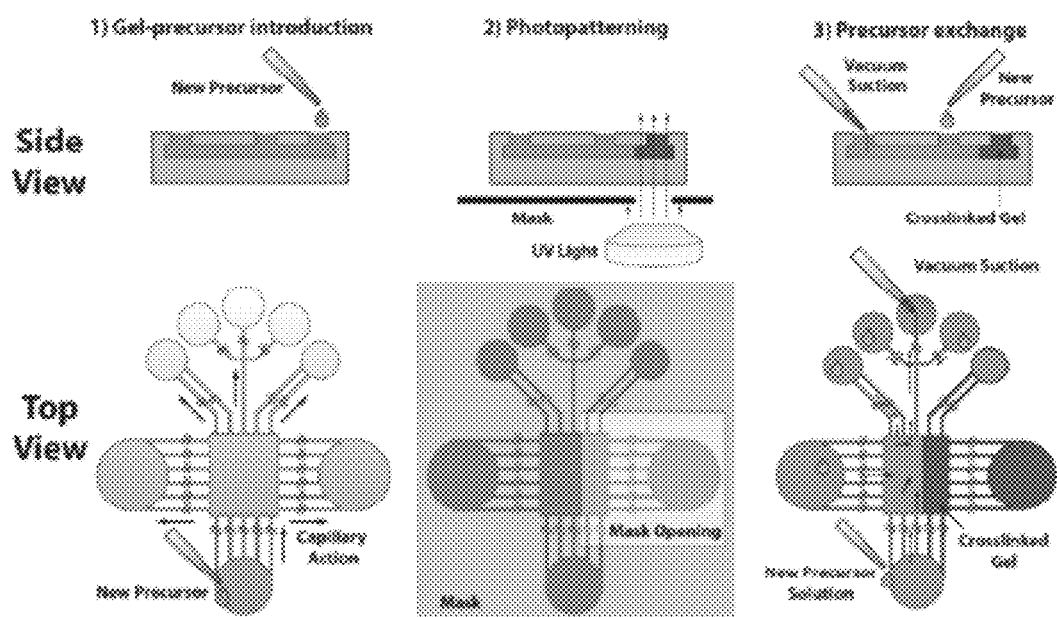 1) Gel-precursor introduction
2) Photopatterning
3) Precursor exchange
New Precursor
Vacuum
Suction
New
Precursor
Side
View
Mask
UV Light
Crosslinked Gel
Vacuum Suction
Top
View
Capillary
Action
New Precursor
Mask Opening
Mask
Crosslinked
Gel
New Precursor
Solution